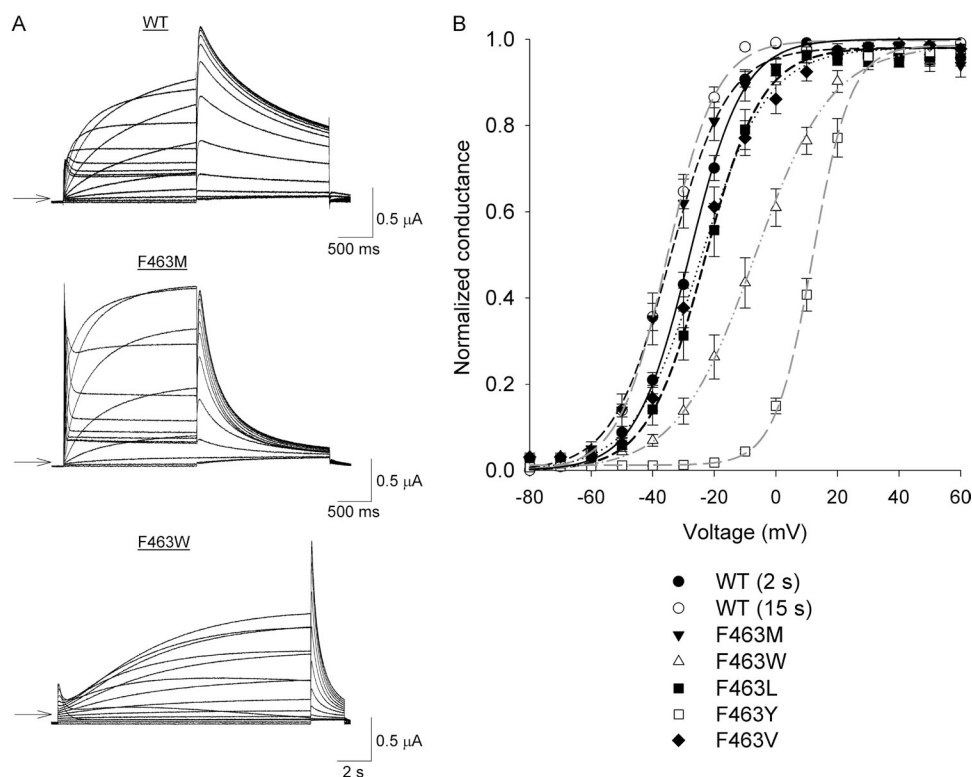 A
WT
0.5 μA
500 ms
F463M
0.5 μA
500 ms
F463W
0.5 μA
2 s
B
Normalized conductance
1.0
0.8
0.6
0.4
0.2
0.0
-80 -60 -40 -20 0 20 40 60
Voltage (mV)
WT (2 s)
WT (15 s)
F463M
F463W
F463L
F463Y
F463V